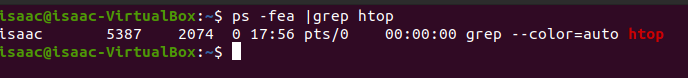 isaac@isaac-VirtualBox:~$ ps -fea |grep htop
isaac 5387 2074 0 17:56 pts/0 00:00:00 grep --color=auto htop
isaac@isaac-VirtualBox:~$